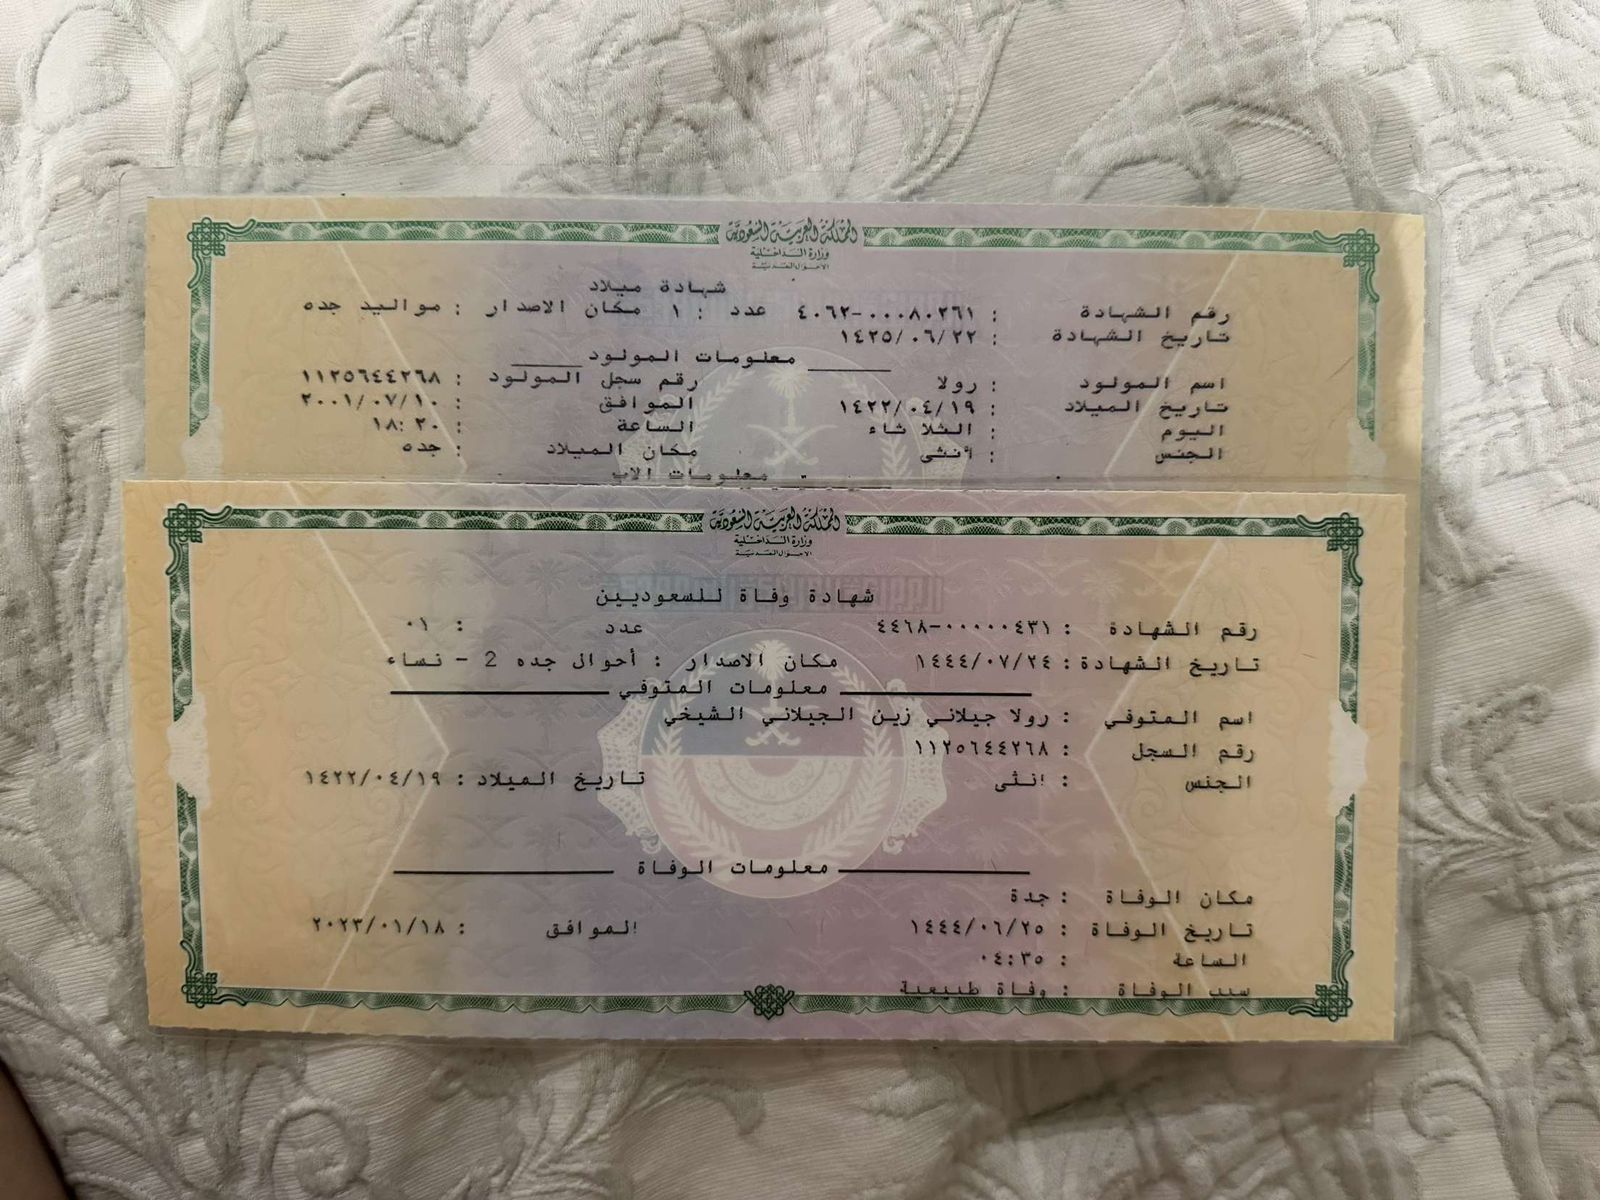 المملكة العربية السعودية
وزارة الداخلية
الأحوال المدنية
شهادة ميلاد
رقم الشهادة : ٤٠٦٢-٠٠٠٨٠٢٦١ عدد : ١ مكان الاصدار : مواليد جده
تاريخ الشهادة : ١٤٢٥/٠٦/٢٢
معلومات المولود
اسم المولود : رولا رقم سجل المولود : ١١٢٥٦٤٤٢٦٨
تاريخ الميلاد : ١٤٢٢/٠٤/١٩ الموافق : ٢٠٠١/٠٧/١٠
اليوم : الثلاثاء الساعة : ١٨:٢٠
الجنس : أنثى مكان الميلاد : جده
معلومات الاب
المملكة العربية السعودية
وزارة الداخلية
الأحوال المدنية
شهادة وفاة للسعوديين
رقم الشهادة : ٤٤٦٨-٠٠٠٠٠٤٣١ عدد : ٠١
تاريخ الشهادة : ١٤٤٤/٠٧/٢٤ مكان الاصدار : أحوال جده 2 - نساء
معلومات المتوفي
اسم المتوفي : رولا جيلاني زين الجيلاني الشيخي
رقم السجل : ١١٢٥٦٤٤٢٦٨
الجنس : انثى تاريخ الميلاد : ١٤٢٢/٠٤/١٩
معلومات الوفاة
مكان الوفاة : جدة
تاريخ الوفاة : ١٤٤٤/٠٦/٢٥ الموافق : ٢٠٢٣/٠١/١٨
الساعة : ٠٤:٣٥
سبب الوفاة : وفاة طبيعية